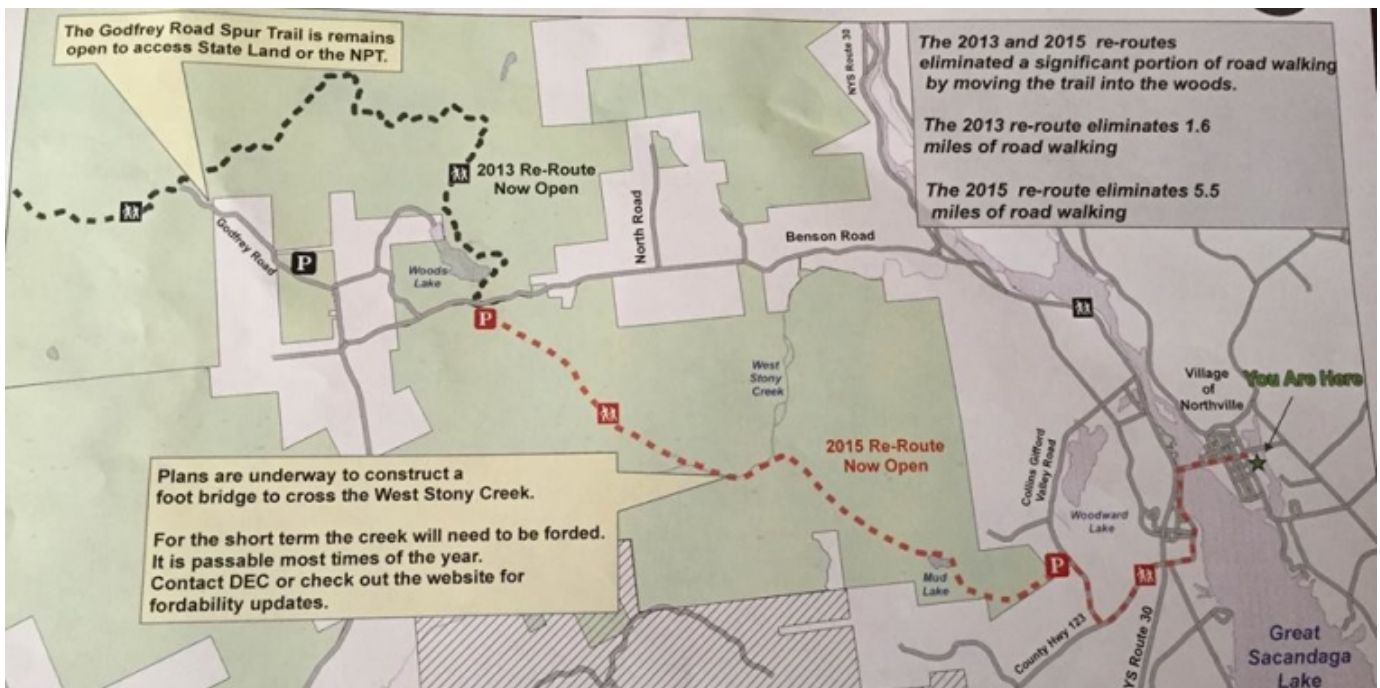 The Godfrey Road Spur Trail is remains
open to access State Land or the NPT.
NYS Route 30
The 2013 and 2015 re-routes
eliminated a significant portion of road walking
by moving the trail into the woods.
The 2013 re-route eliminates 1.6
miles of road walking
The 2015 re-route eliminates 5.5
miles of road walking
2013 Re-Route
Now Open
North Road
Benson Road
Godfrey Road
P
Woods
Lake
P
West
Stony
Creek
Village
of
Northville
You Are Here
2015 Re-Route
Now Open
Collins Gifford
Valley Road
Woodward
Lake
Plans are underway to construct a
foot bridge to cross the West Stony Creek.
For the short term the creek will need to be forded.
It is passable most times of the year.
Contact DEC or check out the website for
fordability updates.
Mud
Lake
P
County Hwy 123
YS Route 30
Great
Sacandaga
Lake